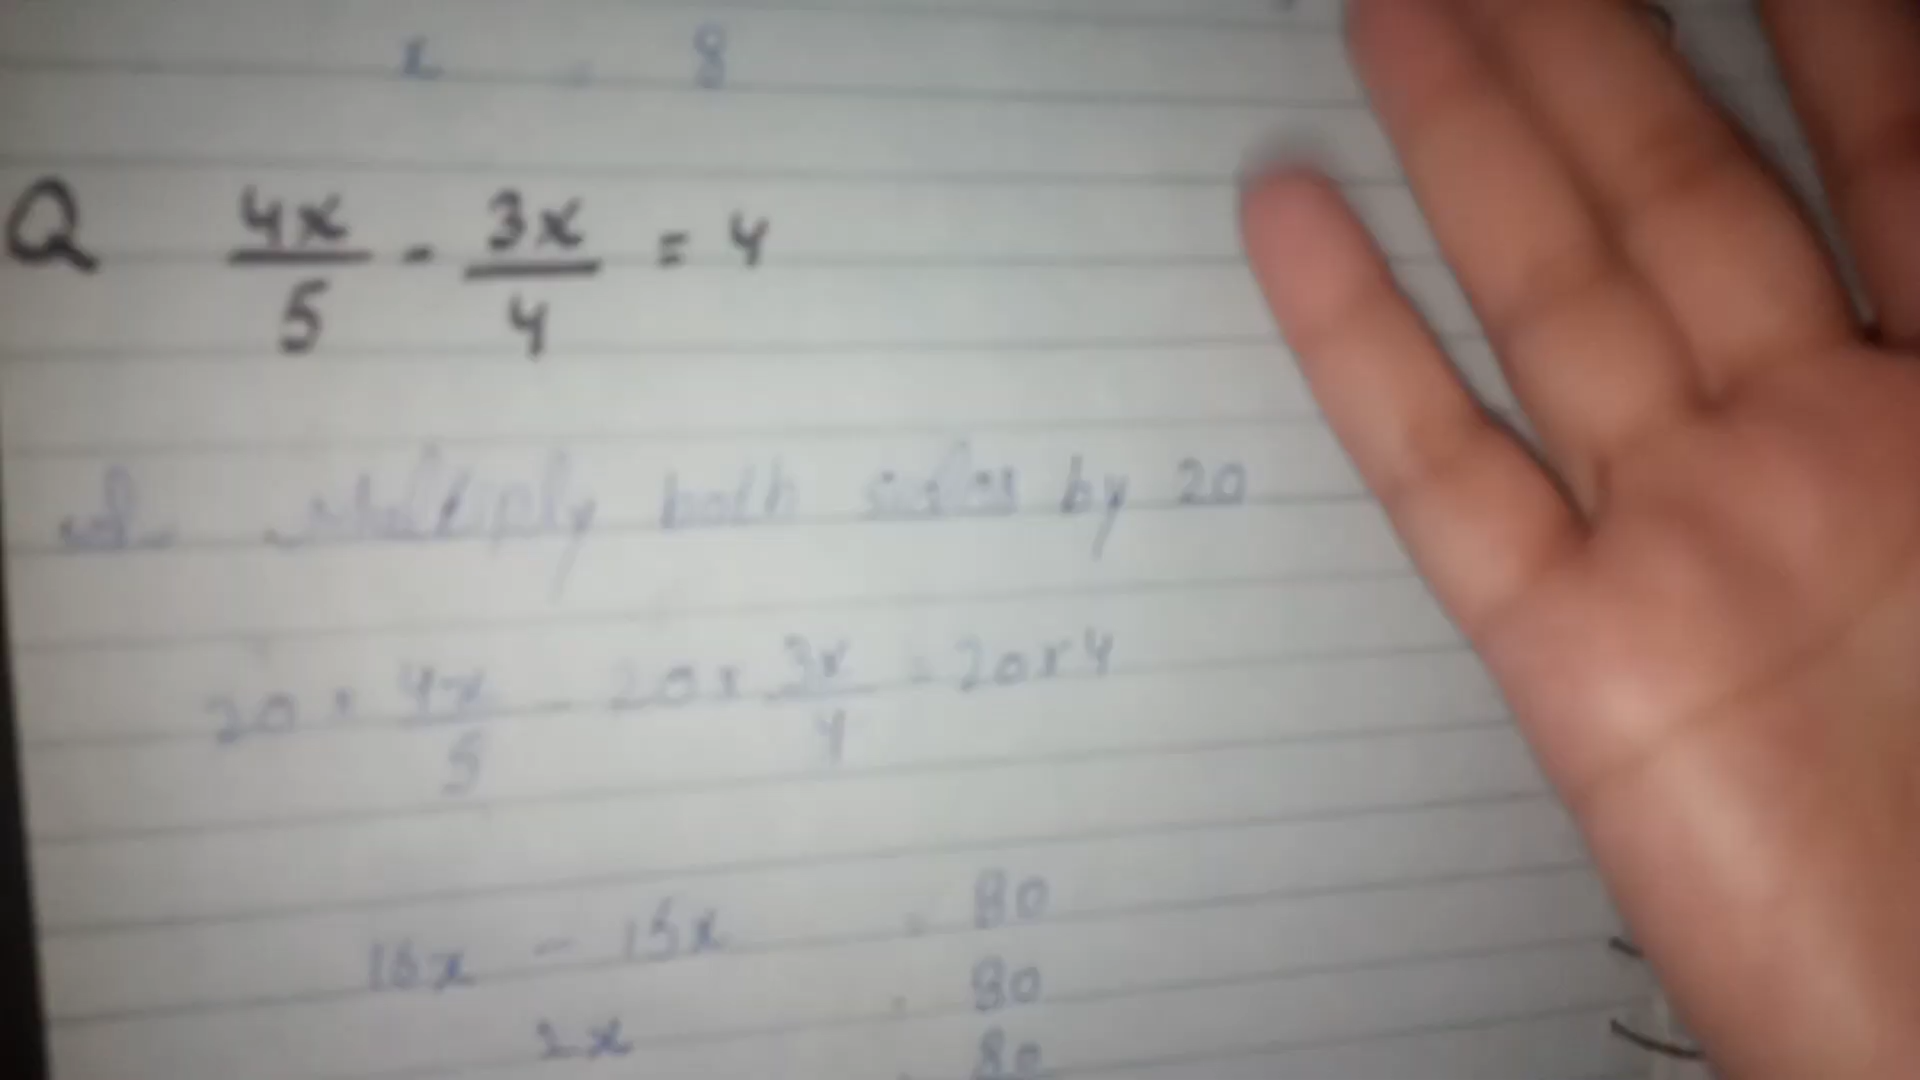 x = 8
Q 4x/5 - 3x/4 = 4
Multiply both sides by 20
20 × 4x/5 - 20 × 3x/4 = 20 × 4
16x - 15x = 80
x = 80
80